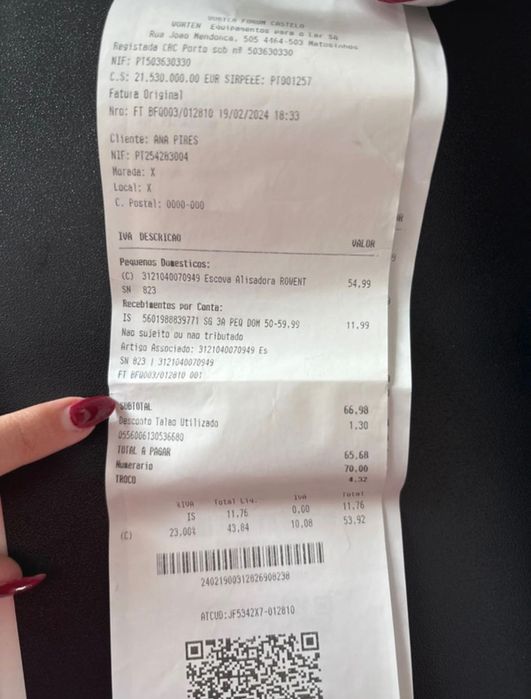 WORTEN FORUM CASTELO
WORTEN Equipamentos para o Lar SA
Rua Joao Mendonca, 505 4464-503 Matosinhos
Registada CRC Porto sob nº 503630330
NIF: PT503630330
C.S: 21.530.000.00 EUR SIRPEEE: PT001257
Fatura Original
Nro: FT BFQ003/012810 19/02/2024 18:33
Cliente: ANA PIRES
NIF: PT254283004
Morada: X
Local: X
C. Postal: 0000-000
IVA DESCRICAO VALOR
Pequenos Domesticos:
(C) 3121040070949 Escova Alisadora ROWENT 54,99
SN 823
Recebimentos por Conta:
IS 5601988839771 SG 3A PEQ DOM 50-59.99 11.99
Nao sujeito ou nao tributado
Artigo Associado: 3121040070949 Es
SN 823 | 3121040070949
FT BFQ003/012810 001
SUBTOTAL 66,98
Desconto Talao Utilizado 1.30
0556006130536680
TOTAL A PAGAR 65,68
Numerario 70,00
TROCO 4.32
%IVA Total Liq. IVA Total
IS 11.76 0.00 11.76
(C) 23,00% 43,84 10,08 53,92
24021900312826908238
ATCUD:JF5342X7-012810